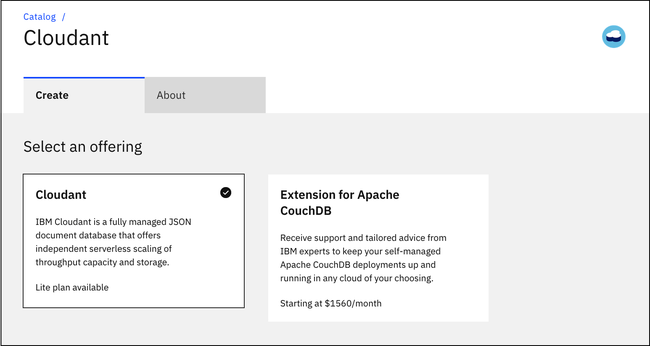 Catalog /
Cloudant
Create
About
Select an offering
Cloudant
IBM Cloudant is a fully managed JSON
document database that offers
independent serverless scaling of
throughput capacity and storage.
Lite plan available
Extension for Apache
CouchDB
Receive support and tailored advice from
IBM experts to keep your self-managed
Apache CouchDB deployments up and
running in any cloud of your choosing.
Starting at $1560/month